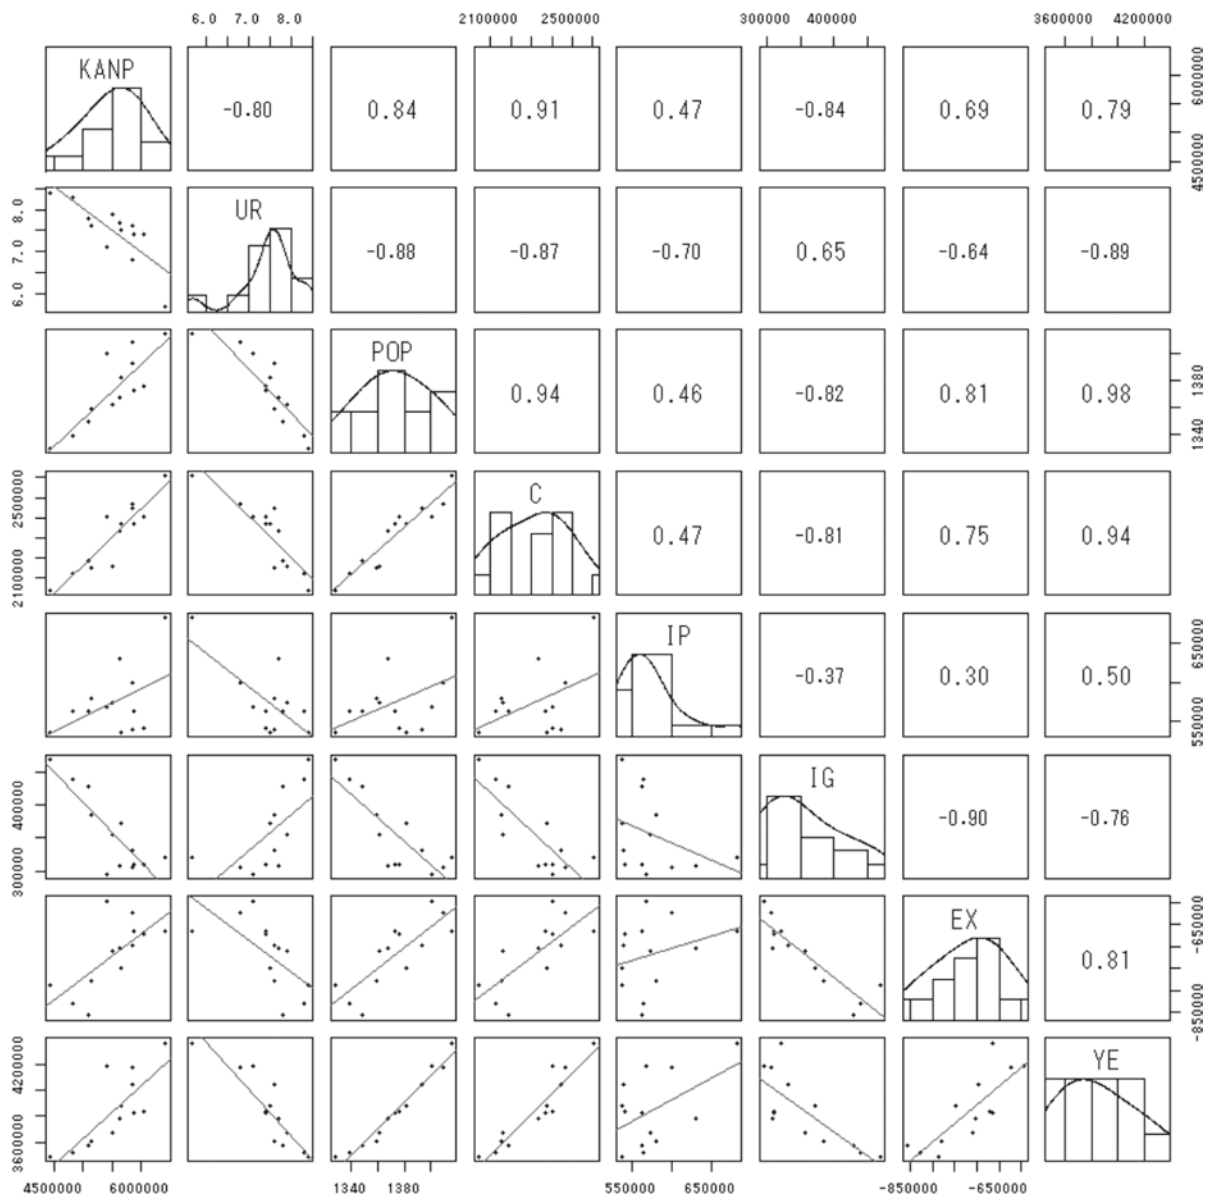 6.0 7.0 8.0 2100000 2500000 300000 400000 3600000 4200000
KANP -0.80 0.84 0.91 0.47 -0.84 0.69 0.79 4500000 6000000
6.0 7.0 8.0 UR -0.88 -0.87 -0.70 0.65 -0.64 -0.89
POP 0.94 0.46 -0.82 0.81 0.98 1340 1380
2100000 2500000 C 0.47 -0.81 0.75 0.94
IP -0.37 0.30 0.50 550000 650000
300000 400000 IG -0.90 -0.76
EX 0.81 -850000 -650000
3600000 4200000 YE
4500000 6000000 1340 1380 550000 650000 -850000 -650000